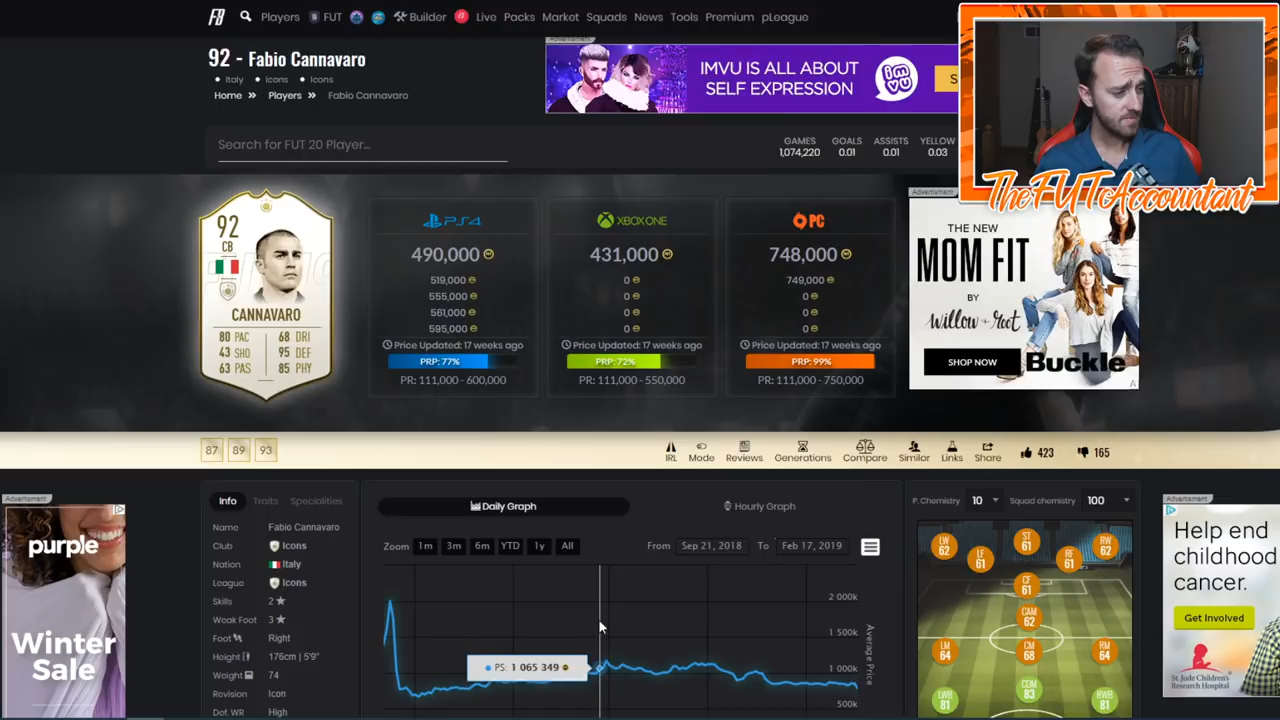 F8 Players FUT Builder Live Packs Market Squads News Tools Premium pLeague
92 - Fabio Cannavaro
Italy Icons Icons
Home » Players » Fabio Cannavaro
Advertisment
IMVU IS ALL ABOUT
SELF EXPRESSION
imvu
S
TheFUTAccountant
Search for FUT 20 Player...
GAMES GOALS ASSISTS YELLOW
1,074,220 0.01 0.01 0.03
92
CB
CANNAVARO
80 PAC 68 DRI
43 SHO 95 DEF
63 PAS 85 PHY
PS4
490,000
519,000
555,000
561,000
595,000
Price Updated: 17 weeks ago
PRP: 77%
PR: 111,000 - 600,000
XBOX ONE
431,000
0
0
0
0
Price Updated: 17 weeks ago
PRP: 72%
PR: 111,000 - 550,000
PC
748,000
749,000
0
0
0
Price Updated: 17 weeks ago
PRP: 99%
PR: 111,000 - 750,000
Advertisment
THE NEW
MOM FIT
BY
willow & root
SHOP NOW
Buckle
87 89 93
IRL Mode Reviews Generations Compare Similar Links Share 423 165
Advertisment
purple
Winter
Sale
Info Traits Specialities
Name Fabio Cannavaro
Club Icons
Nation Italy
League Icons
Skills 2
Weak Foot 3
Foot Right
Height 176cm | 5'9"
Weight 74
Revision Icon
Def. WR High
Daily Graph Hourly Graph
Zoom 1m 3m 6m YTD 1y All From Sep 21, 2018 To Feb 17, 2019
2 000k
1 500k
1 000k
500k
Average Price
PS: 1 065 349
P. Chemistry 10 Squad chemistry 100
LW 62
LF 61
ST 61
RF 61
RW 62
CF 61
CAM 62
LM 64
CM 68
RM 64
LWB 81
CDM 83
RWB 81
Advertisment
Help end
childhood
cancer.
Get Involved
St. Jude Children's
Research Hospital